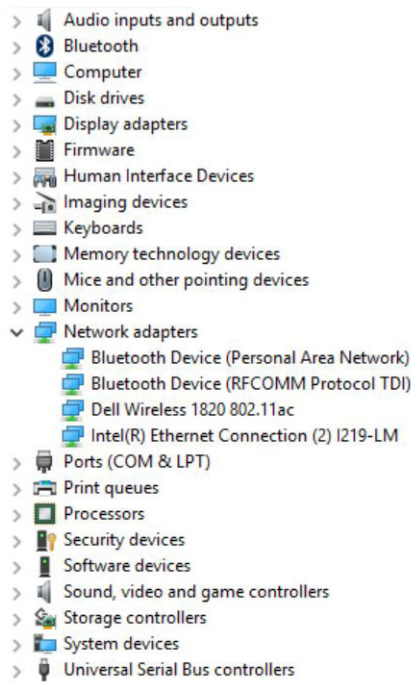 Audio inputs and outputs
Bluetooth
Computer
Disk drives
Display adapters
Firmware
Human Interface Devices
Imaging devices
Keyboards
Memory technology devices
Mice and other pointing devices
Monitors
Network adapters
Bluetooth Device (Personal Area Network)
Bluetooth Device (RFCOMM Protocol TDI)
Dell Wireless 1820 802.11ac
Intel(R) Ethernet Connection (2) I219-LM
Ports (COM & LPT)
Print queues
Processors
Security devices
Software devices
Sound, video and game controllers
Storage controllers
System devices
Universal Serial Bus controllers